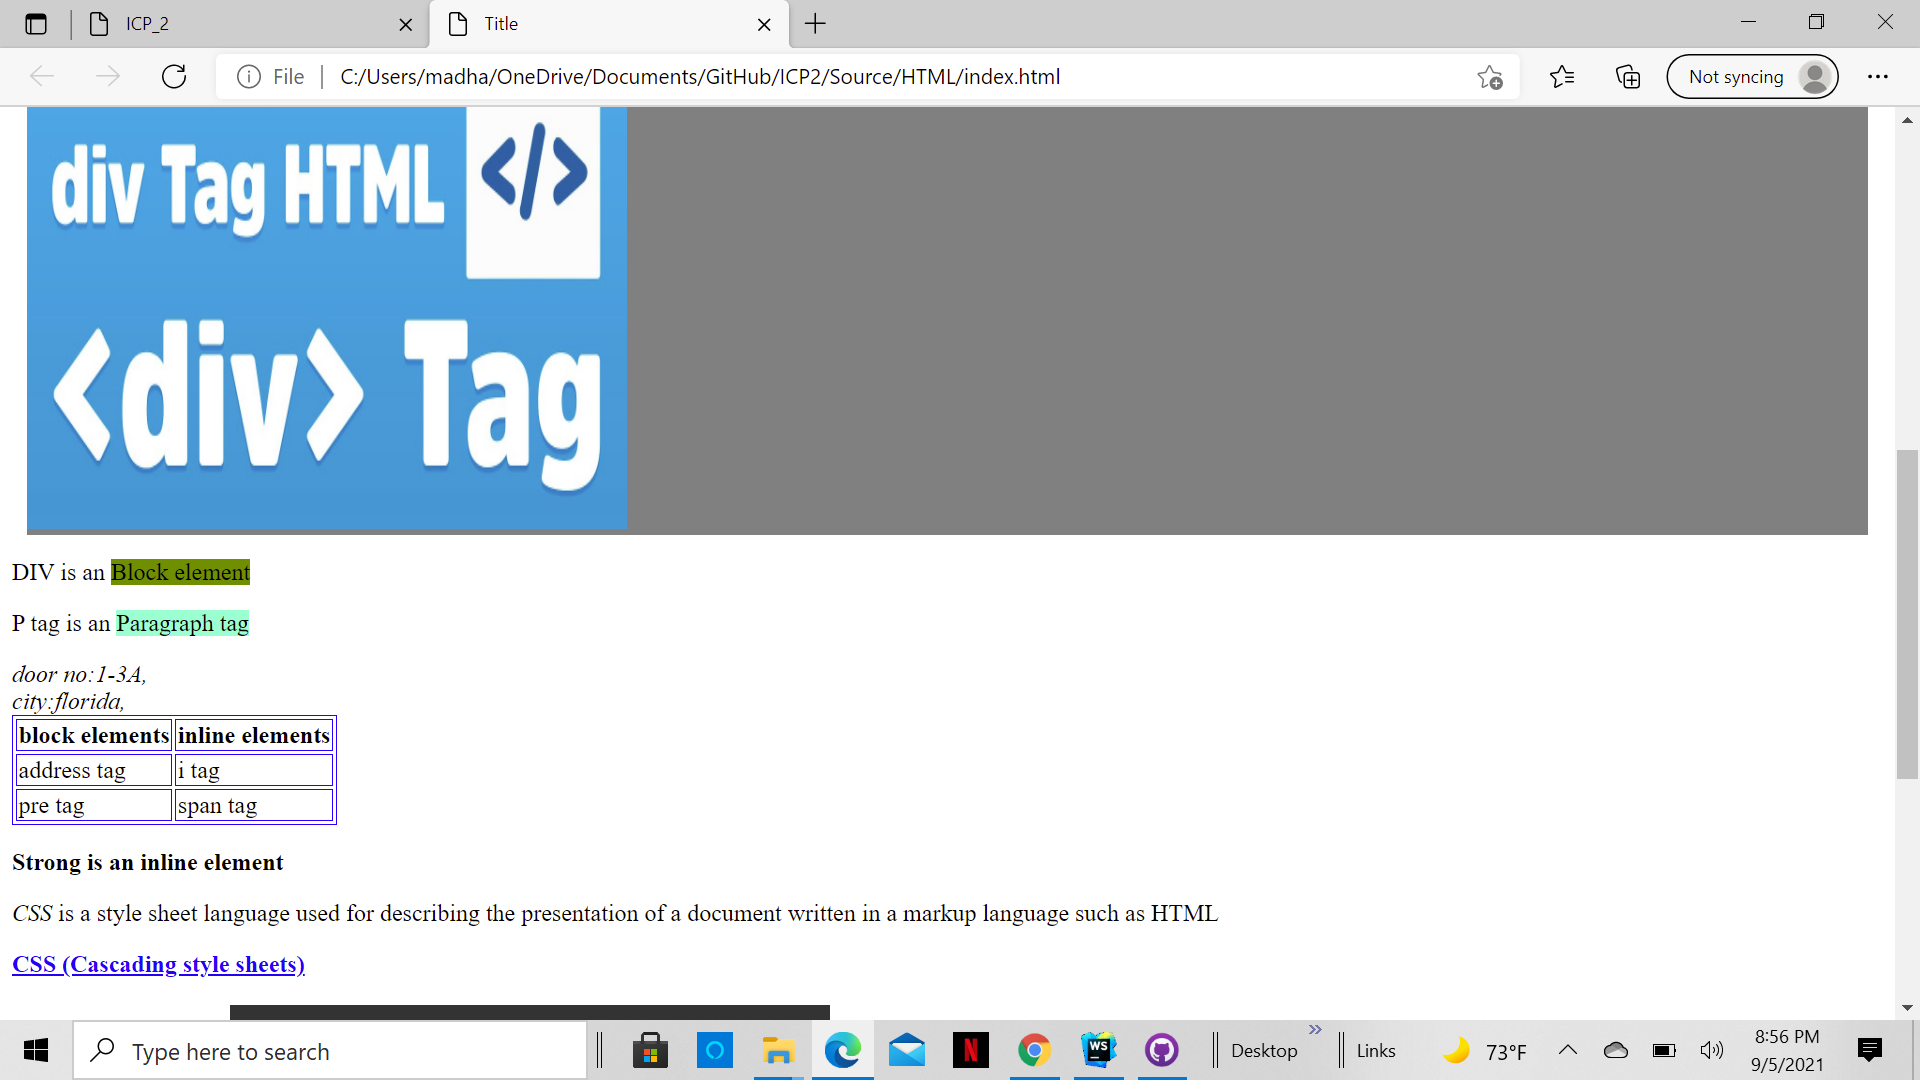 ICP_2
Title
File
C:/Users/madha/OneDrive/Documents/GitHub/ICP2/Source/HTML/index.html
Not syncing
div Tag HTML
</>
<div> Tag
DIV is an Block element
P tag is an Paragraph tag
door no:1-3A,
city:florida,
block elements inline elements
address tag i tag
pre tag span tag
Strong is an inline element
CSS is a style sheet language used for describing the presentation of a document written in a markup language such as HTML
CSS (Cascading style sheets)
Type here to search
N
WS
Desktop
Links
73°F
8:56 PM
9/5/2021